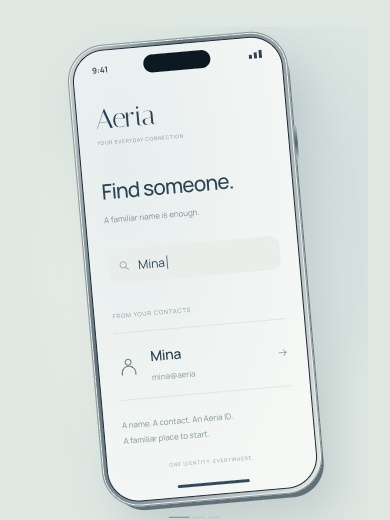 9:41
Aeria
YOUR EVERYDAY CONNECTION
Find someone.
A familiar name is enough.
Mina
FROM YOUR CONTACTS
Mina
mina@aeria
A name. A contact. An Aeria ID.
A familiar place to start.
ONE IDENTITY. EVERYWHERE.